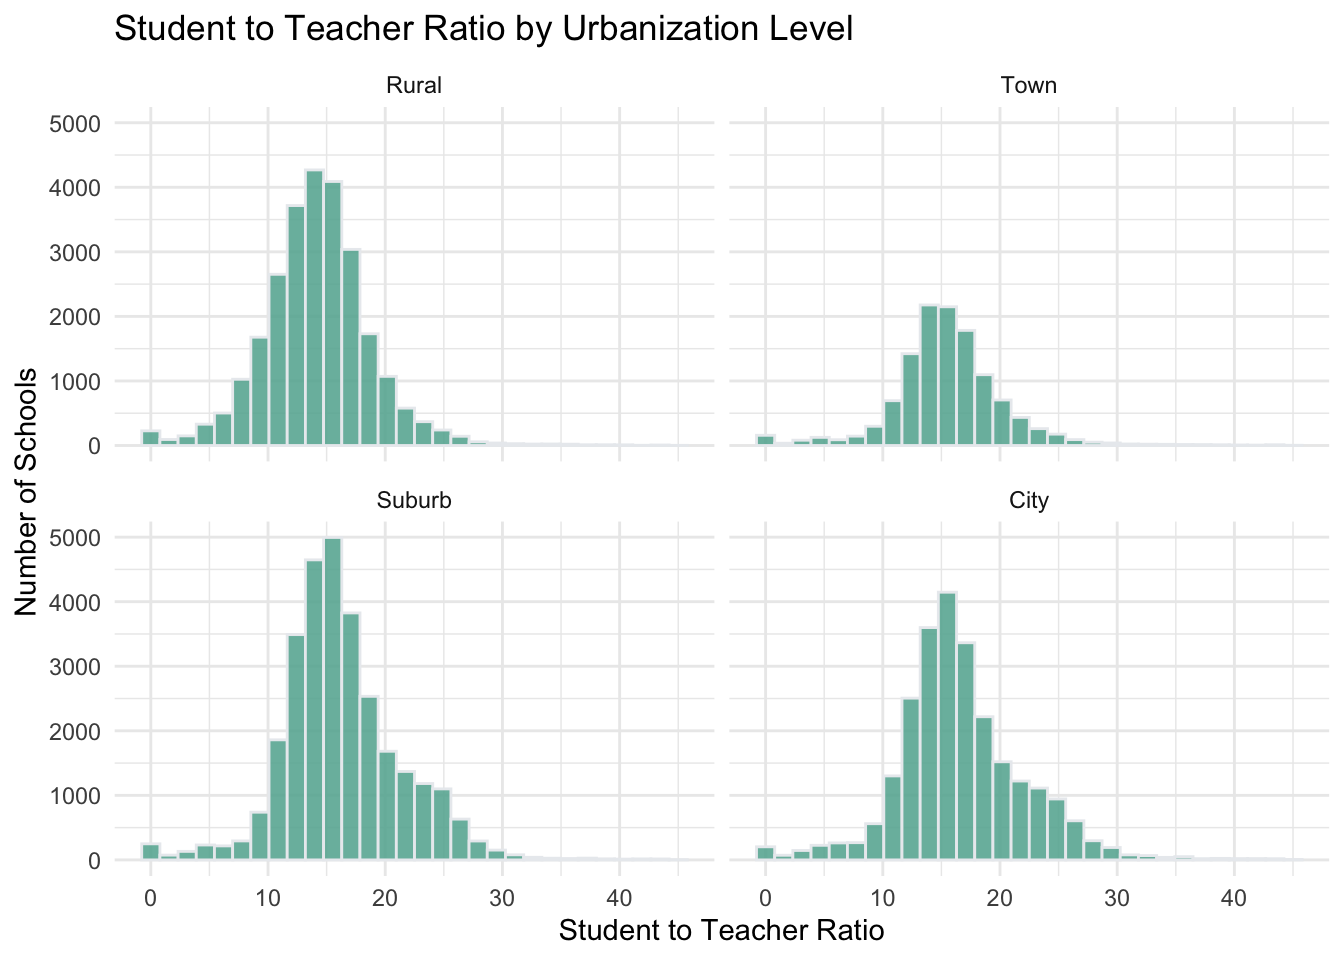 Student to Teacher Ratio by Urbanization Level
Rural
Town
5000
4000
3000
2000
1000
0
Suburb
City
5000
4000
3000
2000
1000
0
Number of Schools
0 10 20 30 40
0 10 20 30 40
Student to Teacher Ratio